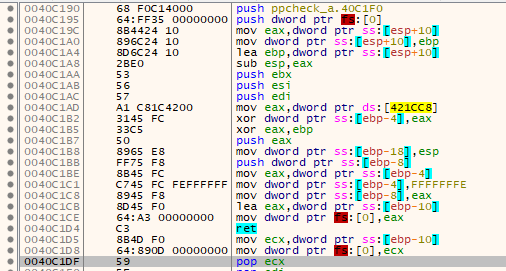 0040C190 68 F0C14000 push ppcheck_a.40C1F0
0040C195 64:FF35 00000000 push dword ptr fs:[0]
0040C19C 8B4424 10 mov eax,dword ptr ss:[esp+10]
0040C1A0 896C24 10 mov dword ptr ss:[esp+10],ebp
0040C1A4 8D6C24 10 lea ebp,dword ptr ss:[esp+10]
0040C1A8 2BE0 sub esp,eax
0040C1AA 53 push ebx
0040C1AB 56 push esi
0040C1AC 57 push edi
0040C1AD A1 C81C4200 mov eax,dword ptr ds:[421CC8]
0040C1B2 3145 FC xor dword ptr ss:[ebp-4],eax
0040C1B5 33C5 xor eax,ebp
0040C1B7 50 push eax
0040C1B8 8965 E8 mov dword ptr ss:[ebp-18],esp
0040C1BB FF75 F8 push dword ptr ss:[ebp-8]
0040C1BE 8B45 FC mov eax,dword ptr ss:[ebp-4]
0040C1C1 C745 FC FEFFFFFF mov dword ptr ss:[ebp-4],FFFFFFFE
0040C1C8 8945 F8 mov dword ptr ss:[ebp-8],eax
0040C1CB 8D45 F0 lea eax,dword ptr ss:[ebp-10]
0040C1CE 64:A3 00000000 mov dword ptr fs:[0],eax
0040C1D4 C3 ret
0040C1D5 8B4D F0 mov ecx,dword ptr ss:[ebp-10]
0040C1D8 64:890D 00000000 mov dword ptr fs:[0],ecx
0040C1DF 59 pop ecx